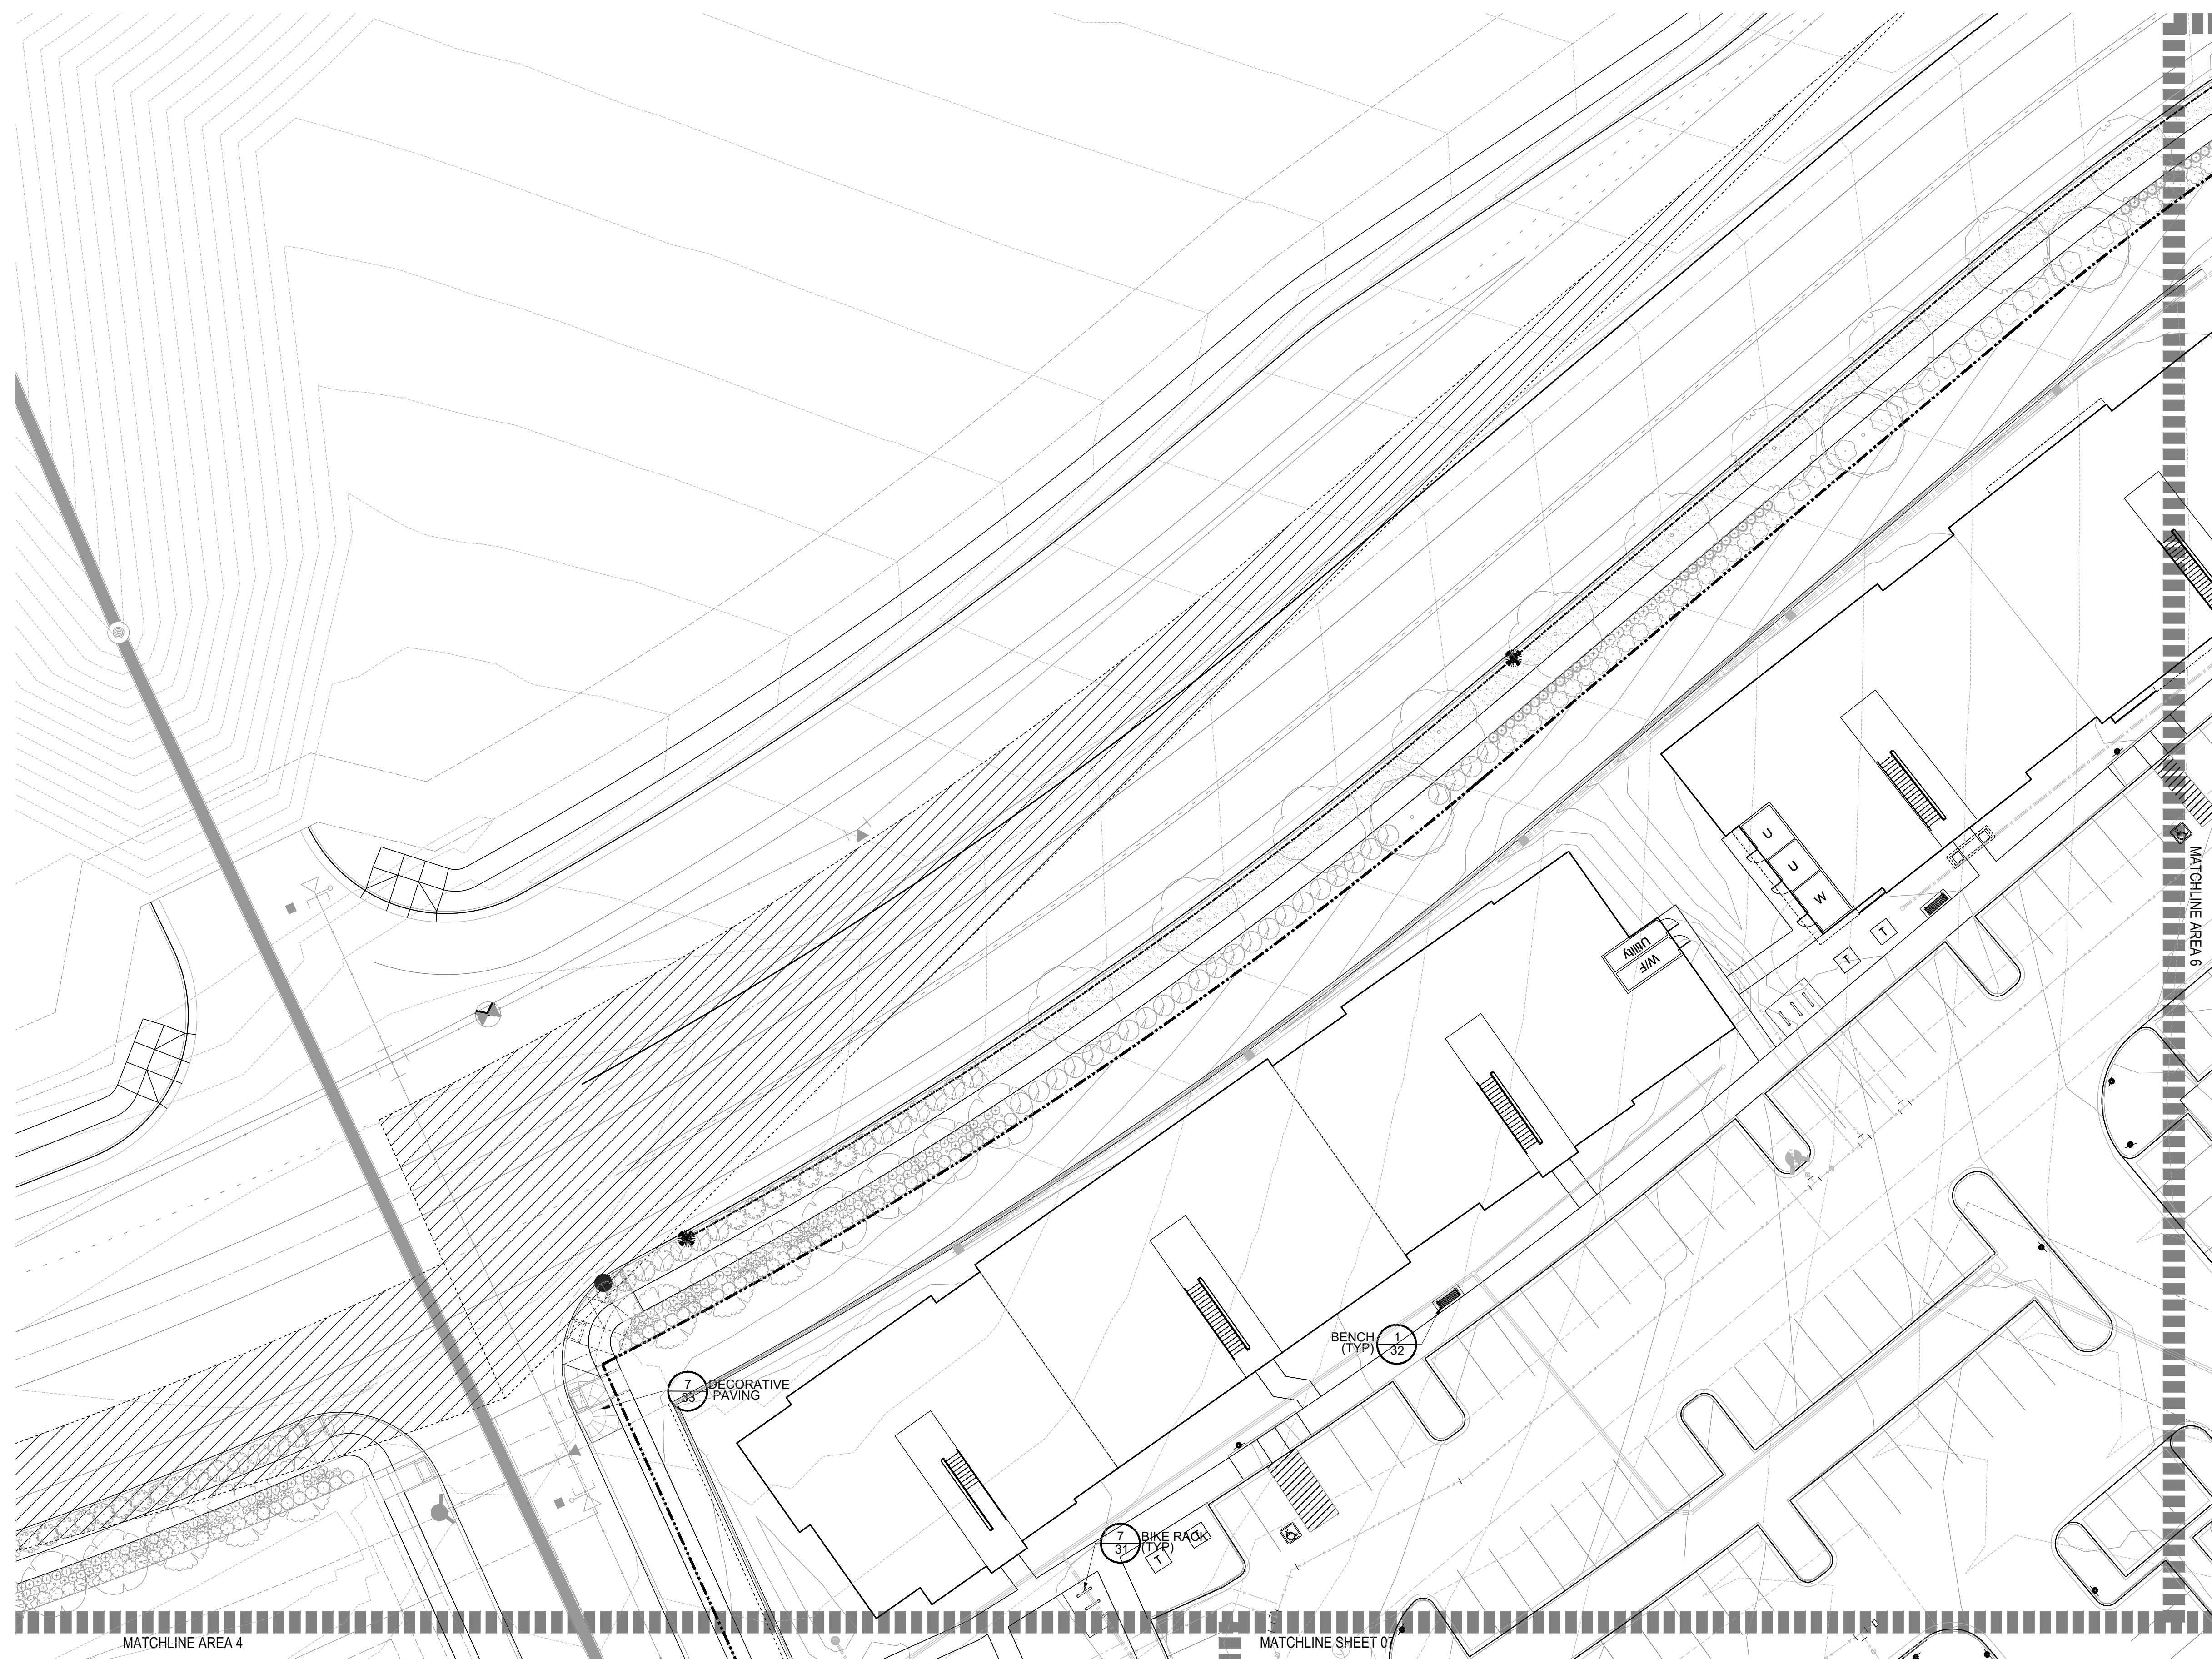 MATCHLINE AREA 6
U
U
W
Utility
W/F
T
T
BENCH
(TYP)
1
32
7
33
DECORATIVE
PAVING
7
31
BIKE RACK
(TYP)
T
T
MATCHLINE AREA 4
MATCHLINE SHEET 07